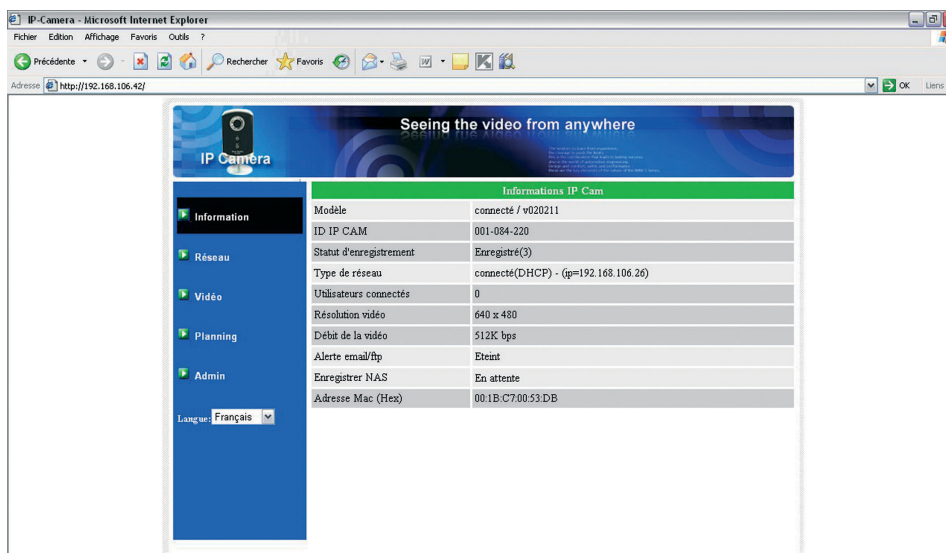 IP-Camera - Microsoft Internet Explorer
Fichier Edition Affichage Favoris Outils ?
Précédente Rechercher Favoris
Adresse http://192.168.106.42/ OK Liens
Seeing the video from anywhere
IP Camera
Informations IP Cam
Information
Réseau
Vidéo
Planning
Admin
Langue: Français
Modèle connecté / v020211
ID IP CAM 001-084-220
Statut d'enregistrement Enregistré(3)
Type de réseau connecté(DHCP) - (ip=192.168.106.26)
Utilisateurs connectés 0
Résolution vidéo 640 x 480
Débit de la vidéo 512K bps
Alerte email/ftp Eteint
Enregistrer NAS En attente
Adresse Mac (Hex) 00:1B:C7:00:53:DB